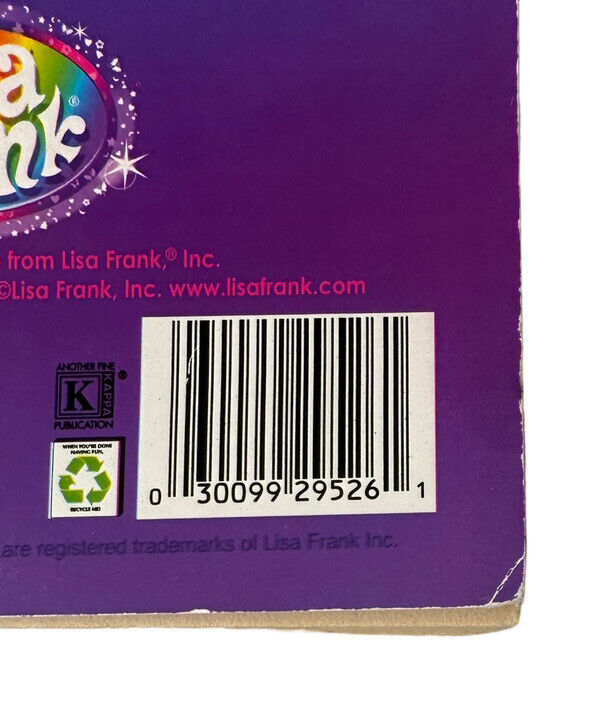 a
nk®
from Lisa Frank,® Inc.
©Lisa Frank, Inc. www.lisafrank.com
ANOTHER FINE
K KAPPA®
PUBLICATION
WHEN YOU'RE DONE
HAVING FUN,
RECYCLE ME!
0 30099 29526 1
are registered trademarks of Lisa Frank Inc.